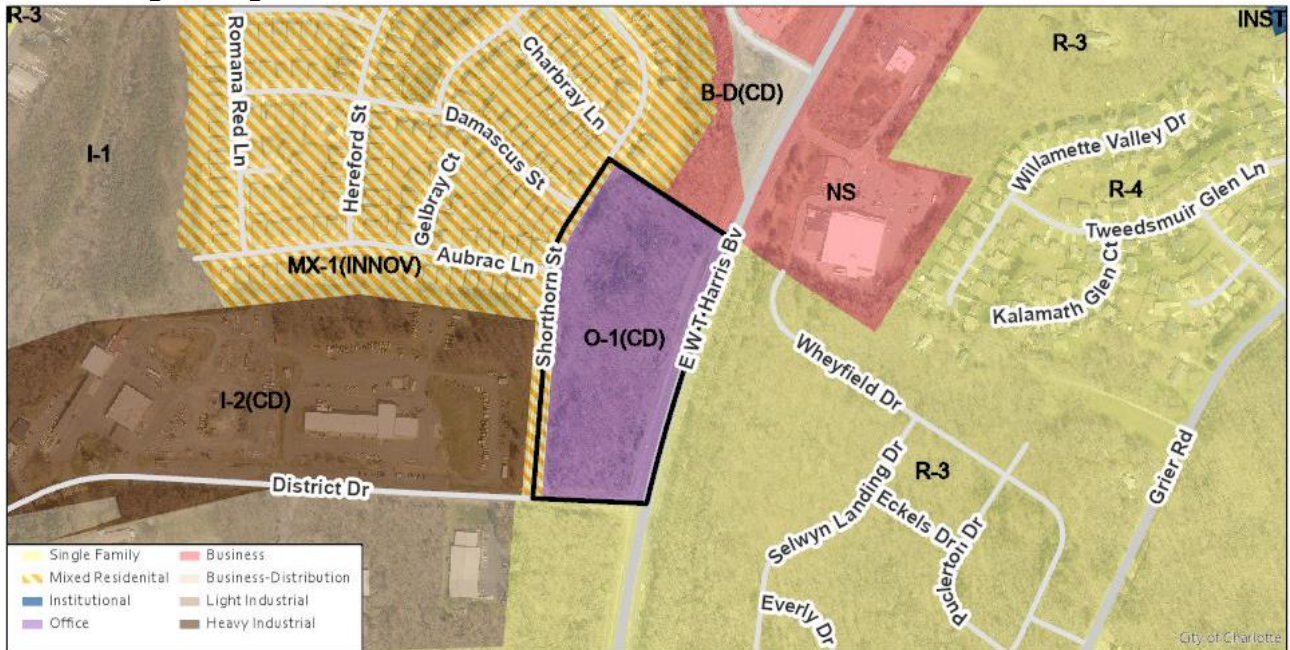 R-3
INST
R-3
Romana Red Ln
Charbray Ln
B-D(CD)
Hereford St
Damascus St
Willamette Valley Dr
I-1
R-4
NS
Tweedsmuir Glen Ln
Gelbray Ct
Aubrac Ln
MX-1(INNOV)
Shorthorn St
E W.T. Harris Bv
Kalamath Glen Ct
O-1(CD)
Wheyfield Dr
I-2(CD)
Grier Rd
R-3
District Dr
Selwyn Landing Dr
Eckels Dr
Punclerton Dr
Everly Dr
Single Family
Business
Mixed Residenital
Business-Distribution
Institutional
Light Industrial
Office
Heavy Industrial
City of Charlotte